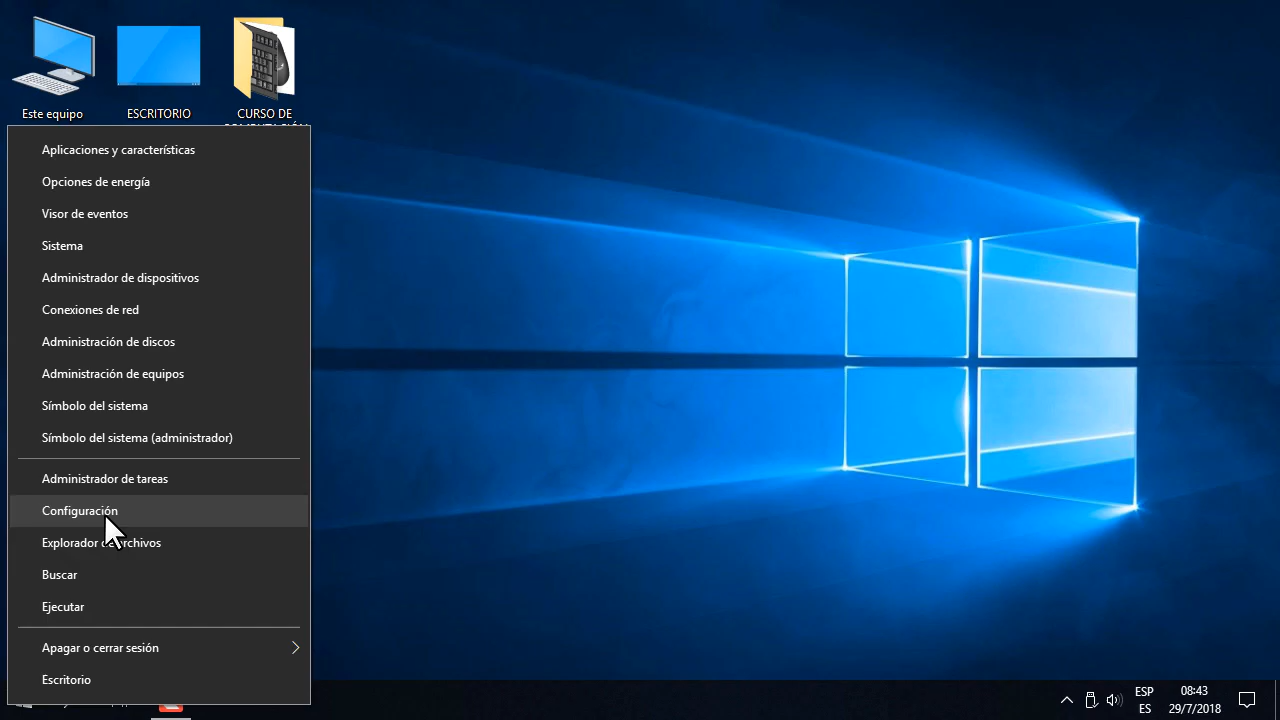 Este equipo
ESCRITORIO
CURSO DE
Aplicaciones y características
Opciones de energía
Visor de eventos
Sistema
Administrador de dispositivos
Conexiones de red
Administración de discos
Administración de equipos
Símbolo del sistema
Símbolo del sistema (administrador)
Administrador de tareas
Configuración
Explorador de archivos
Buscar
Ejecutar
Apagar o cerrar sesión
Escritorio
ESP
ES
08:43
29/7/2018